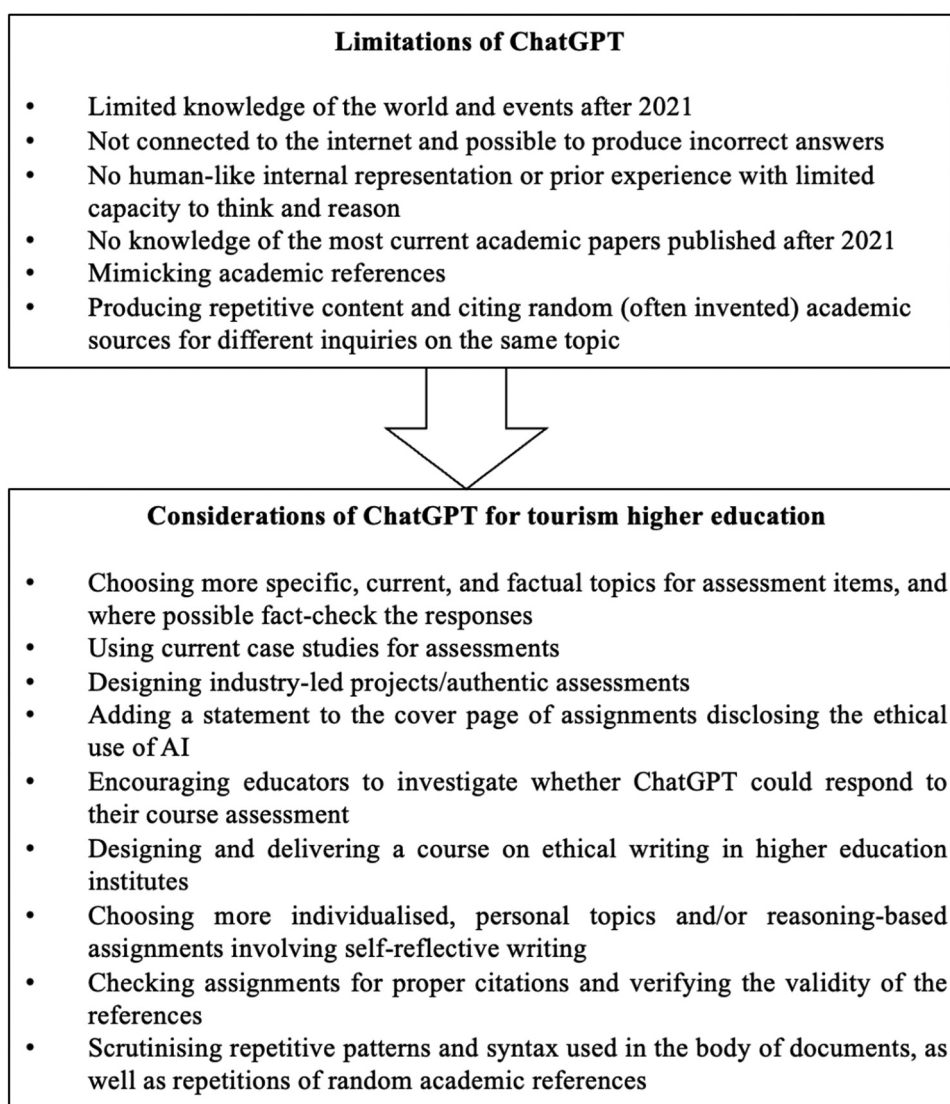 Limitations of ChatGPT
• Limited knowledge of the world and events after 2021
• Not connected to the internet and possible to produce incorrect answers
• No human-like internal representation or prior experience with limited
capacity to think and reason
• No knowledge of the most current academic papers published after 2021
• Mimicking academic references
• Producing repetitive content and citing random (often invented) academic
sources for different inquiries on the same topic
Considerations of ChatGPT for tourism higher education
• Choosing more specific, current, and factual topics for assessment items, and
where possible fact-check the responses
• Using current case studies for assessments
• Designing industry-led projects/authentic assessments
• Adding a statement to the cover page of assignments disclosing the ethical
use of AI
• Encouraging educators to investigate whether ChatGPT could respond to
their course assessment
• Designing and delivering a course on ethical writing in higher education
institutes
• Choosing more individualised, personal topics and/or reasoning-based
assignments involving self-reflective writing
• Checking assignments for proper citations and verifying the validity of the
references
• Scrutinising repetitive patterns and syntax used in the body of documents, as
well as repetitions of random academic references